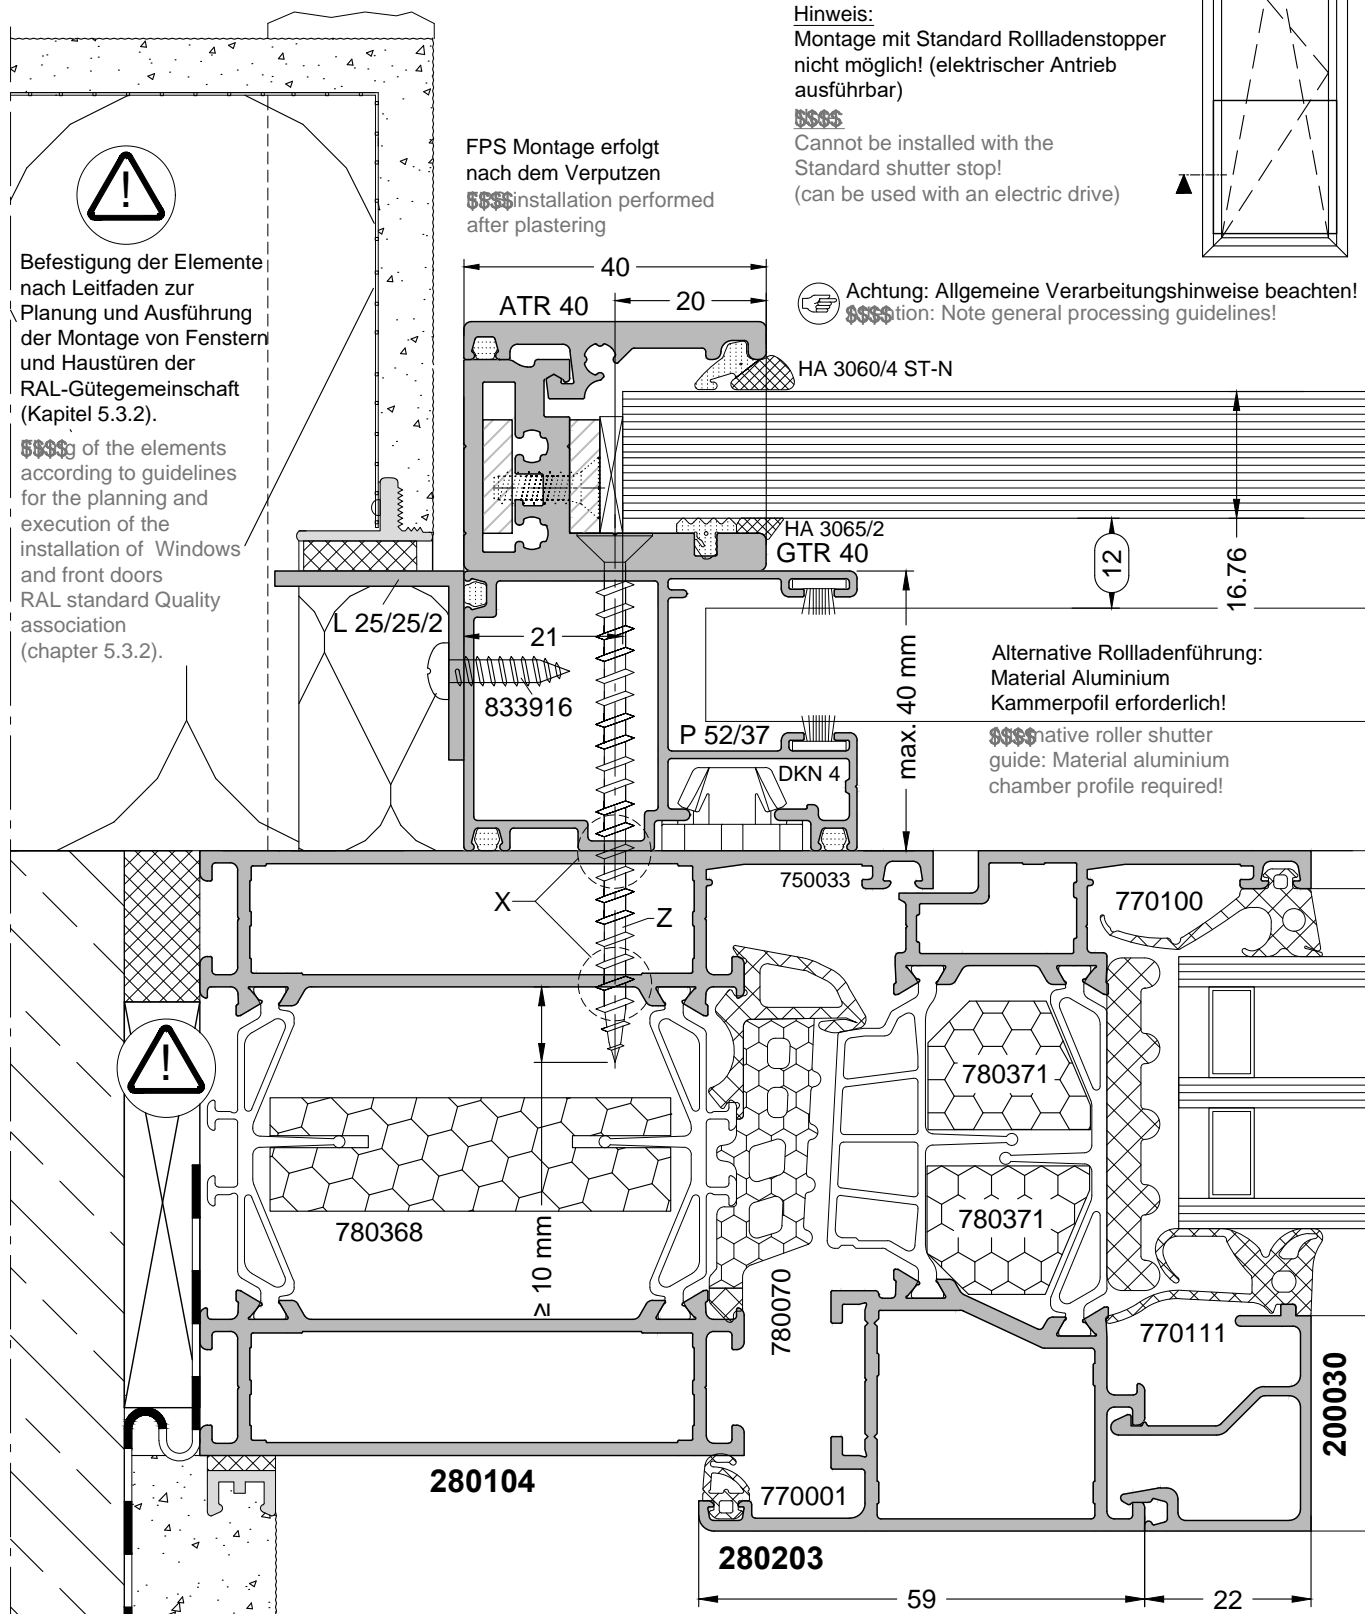 Hinweis:
Montage mit Standard Rollladenstopper
nicht möglich! (elektrischer Antrieb
ausführbar)
$$$$
Cannot be installed with the
Standard shutter stop!
(can be used with an electric drive)
FPS Montage erfolgt
nach dem Verputzen
installation performed
after plastering
Befestigung der Elemente
nach Leitfaden zur
Planung und Ausführung
der Montage von Fenstern
und Haustüren der
RAL-Gütegemeinschaft
(Kapitel 5.3.2).
$$$$g of the elements
according to guidelines
for the planning and
execution of the
installation of Windows
and front doors
RAL standard Quality
association
(chapter 5.3.2).
40
20
ATR 40
Achtung: Allgemeine Verarbeitungshinweise beachten!
$$$$tion: Note general processing guidelines!
HA 3060/4 ST-N
HA 3065/2
GTR 40
12
16.76
L 25/25/2
21
833916
P 52/37
DKN 4
max. 40 mm
Alternative Rollladenführung:
Material Aluminium
Kammerpofil erforderlich!
$$$$native roller shutter
guide: Material aluminium
chamber profile required!
X
Z
750033
770100
780371
780371
780368
≥ 10 mm
780070
770111
200030
280104
770001
280203
59
22